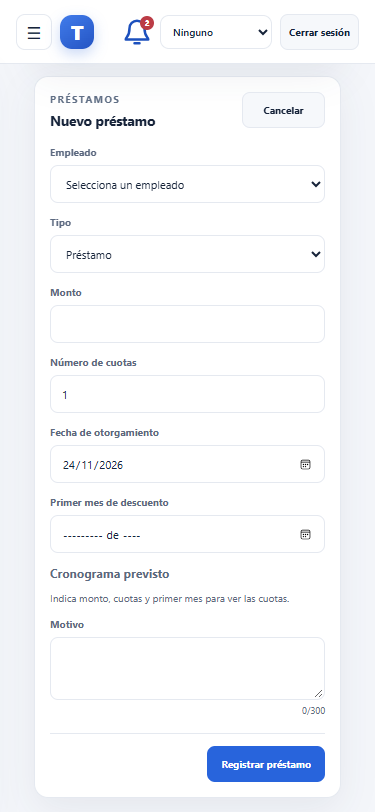 ☰ T 2 Ninguno Cerrar sesión
PRÉSTAMOS
Nuevo préstamo
Cancelar
Empleado
Selecciona un empleado
Tipo
Préstamo
Monto
Número de cuotas
1
Fecha de otorgamiento
24/11/2026
Primer mes de descuento
--------- de ----
Cronograma previsto
Indica monto, cuotas y primer mes para ver las cuotas.
Motivo
0/300
Registrar préstamo